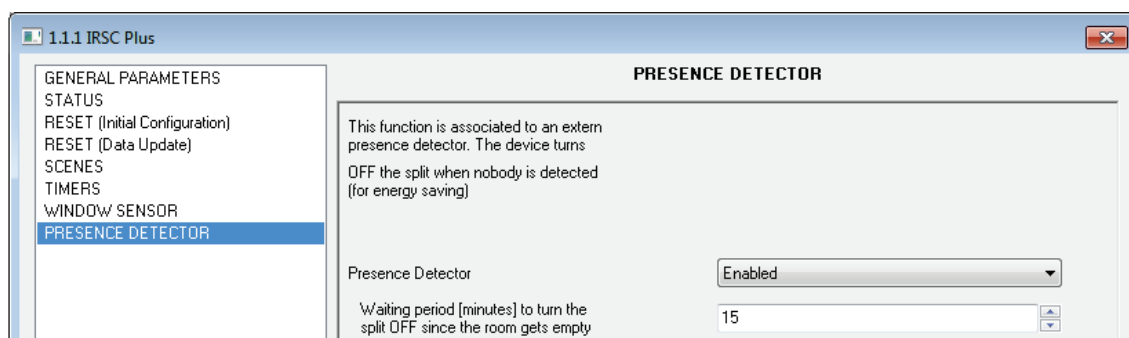 1.1.1 IRSC Plus
GENERAL PARAMETERS
STATUS
RESET (Initial Configuration)
RESET (Data Update)
SCENES
TIMERS
WINDOW SENSOR
PRESENCE DETECTOR
PRESENCE DETECTOR
This function is associated to an extern
presence detector. The device turns
OFF the split when nobody is detected
(for energy saving)
Presence Detector
Enabled
Waiting period [minutes] to turn the
split OFF since the room gets empty
15